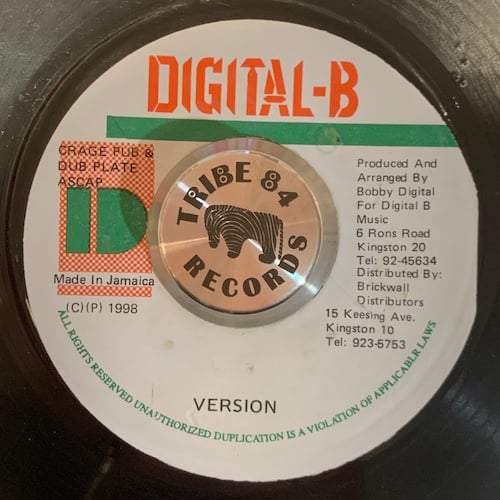 DIGITAL-B
CRAGE PUB &
DUB PLATE
ASCAP
D
Made In Jamaica
(C)(P) 1998
TRIBE 84
RECORDS
Produced And
Arranged By
Bobby Digital
For Digital B
Music
6 Rons Road
Kingston 20
Tel: 92-45634
Distributed By:
Brickwall
Distributors
15 Keesing Ave.
Kingston 10
Tel: 923-5753
VERSION
ALL RIGHTS RESERVED UNAUTHORIZED DUPLICATION IS A VIOLATION OF APPLICABLR LAWS